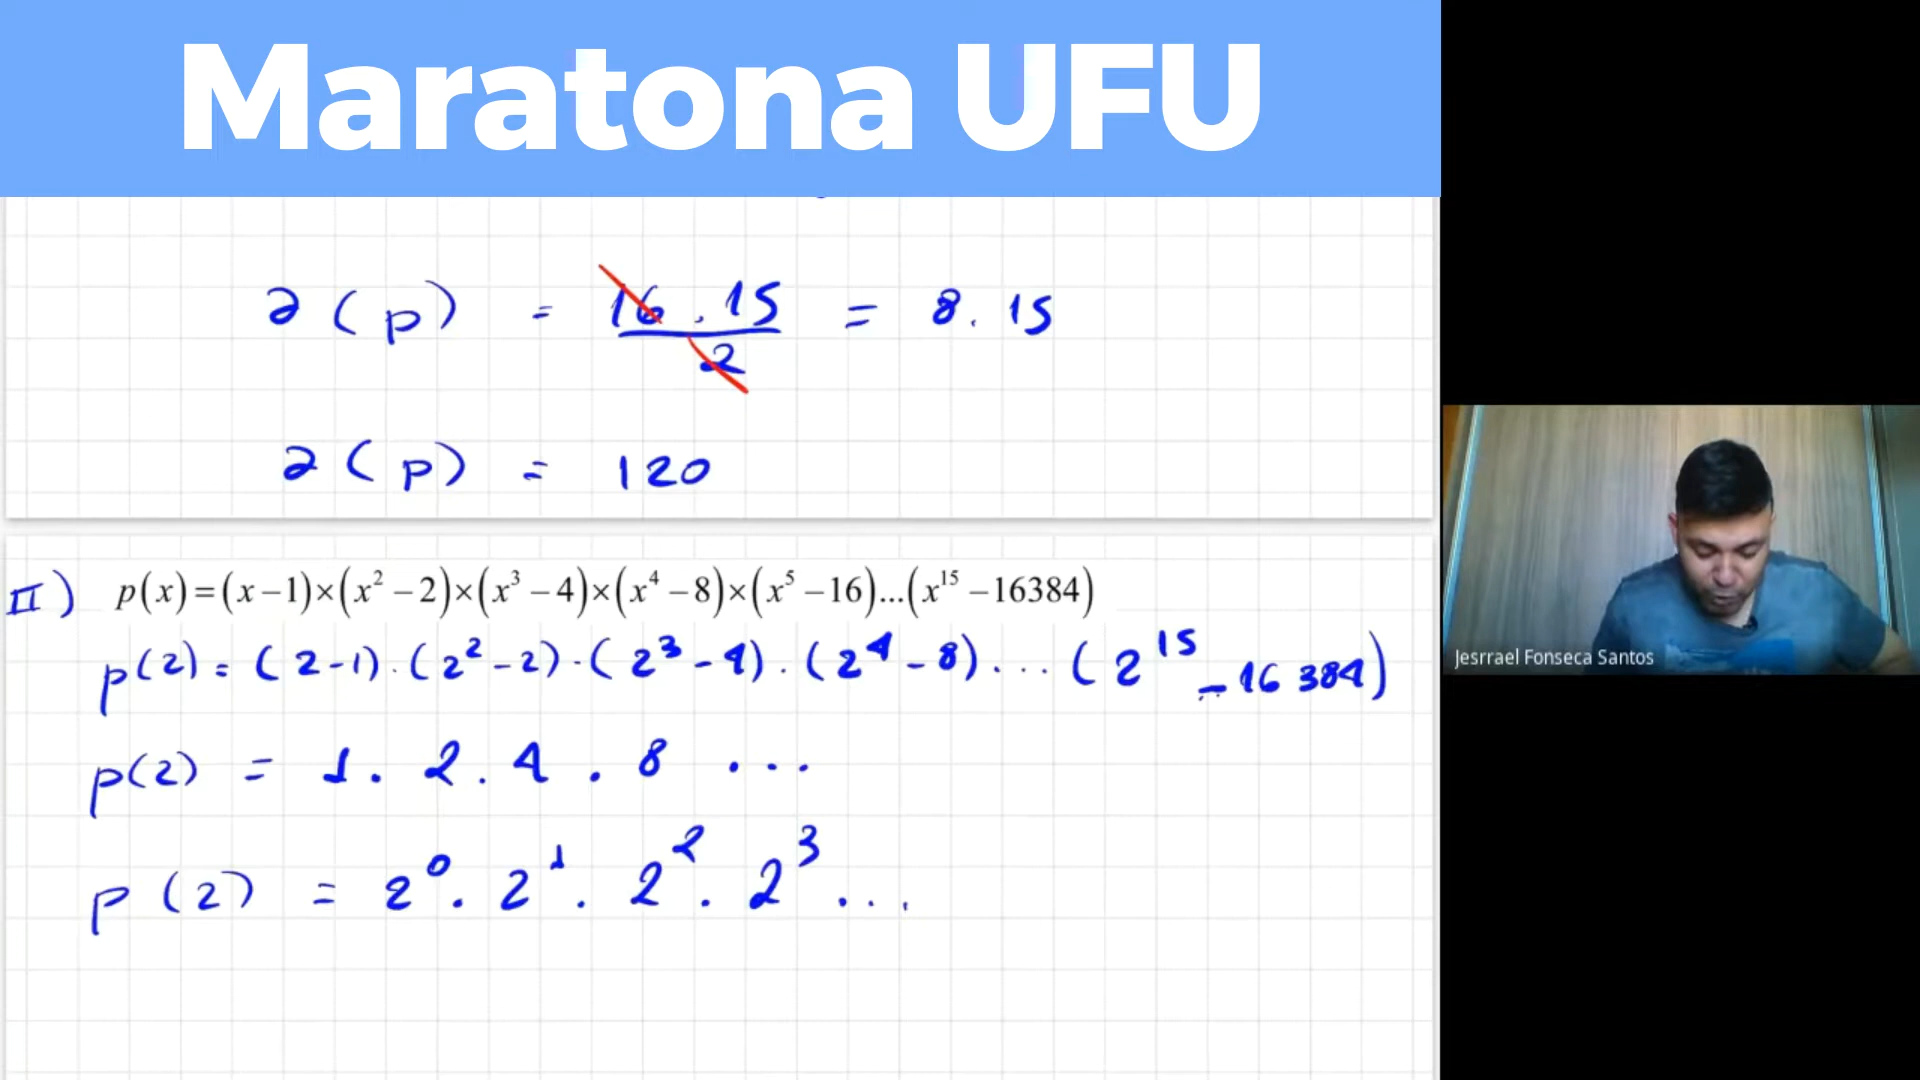 Maratona UFU
∂(p) = 16.15/2 = 8.15
∂(p) = 120
II) p(x)=(x−1)×(x²−2)×(x³−4)×(x⁴−8)×(x⁵−16)...(x¹⁵−16384)
p(2) = (2-1).(2²-2).(2³-4).(2⁴-8)...(2¹⁵-16384)
p(2) = 1.2.4.8...
p(2) = 2⁰.2¹.2².2³...
Jesrrael Fonseca Santos